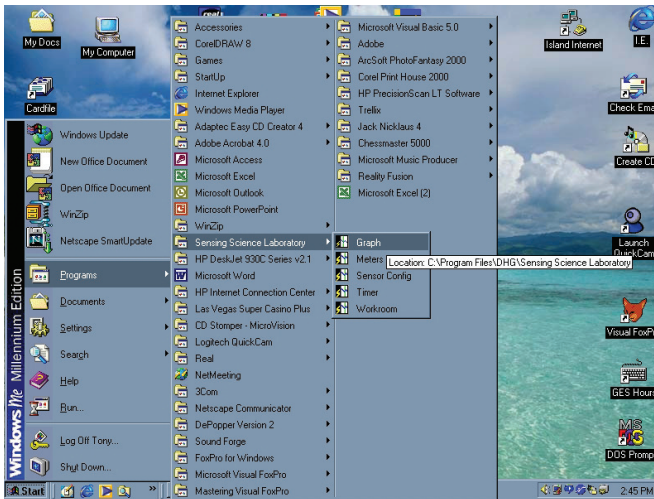 My Docs
My Computer
Cardfile
Windows Me Millennium Edition
Windows Update
New Office Document
Open Office Document
WinZip
Netscape SmartUpdate
Programs
Documents
Settings
Search
Help
Run...
Log Off Tony...
Shut Down...
Start
»
Accessories
CorelDRAW 8
Games
StartUp
Internet Explorer
Windows Media Player
Adaptec Easy CD Creator 4
Adobe Acrobat 4.0
Microsoft Access
Microsoft Excel
Microsoft Outlook
Microsoft PowerPoint
WinZip
Sensing Science Laboratory
HP DeskJet 930C Series v2.1
Microsoft Word
HP Internet Connection Center
Las Vegas Super Casino Plus
CD Stomper - MicroVision
Logitech QuickCam
Real
NetMeeting
3Com
Netscape Communicator
DePopper Version 2
Sound Forge
FoxPro for Windows
Microsoft Visual FoxPro
Mastering Visual FoxPro
Microsoft Visual Basic 5.0
Adobe
ArcSoft PhotoFantasy 2000
Corel Print House 2000
HP PrecisionScan LT Software
Trellix
Jack Nicklaus 4
Chessmaster 5000
Microsoft Music Producer
Reality Fusion
Microsoft Excel (2)
Graph
Meters
Location: C:\Program Files\DHG\Sensing Science Laboratory
Sensor Config
Timer
Workroom
Island Internet
I.E.
Check Ema
Create CD
Launch
QuickCam
Visual FoxP
GES Hours
MS
DOS Promp
2:45 PM